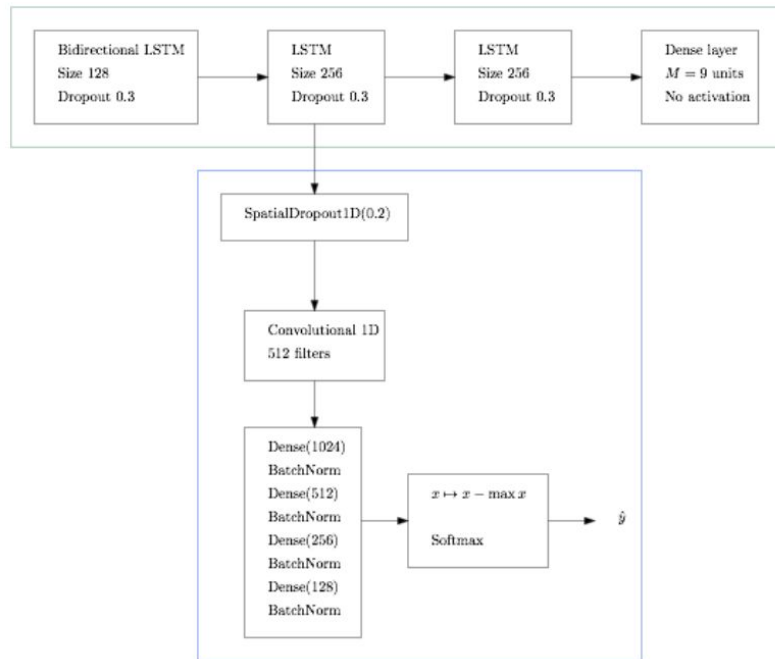 Bidirectional LSTM
Size 128
Dropout 0.3
LSTM
Size 256
Dropout 0.3
LSTM
Size 256
Dropout 0.3
Dense layer
M = 9 units
No activation
SpatialDropout1D(0.2)
Convolutional 1D
512 filters
Dense(1024)
BatchNorm
Dense(512)
BatchNorm
Dense(256)
BatchNorm
Dense(128)
BatchNorm
x ↦ x − max x
Softmax
ŷ